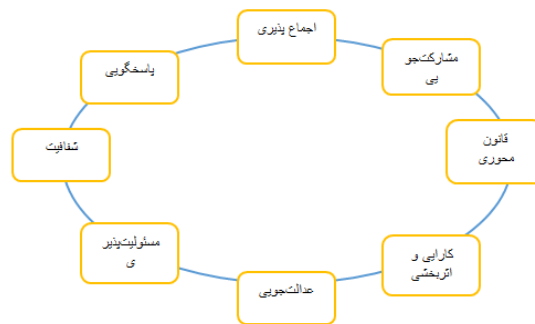 اجماع پذیری
مشارکت‌جو
یی
قانون
محوری
کارایی و
اثربخشی
عدالت‌جویی
مسئولیت‌پذیر
ی
شفافیت
پاسخگویی